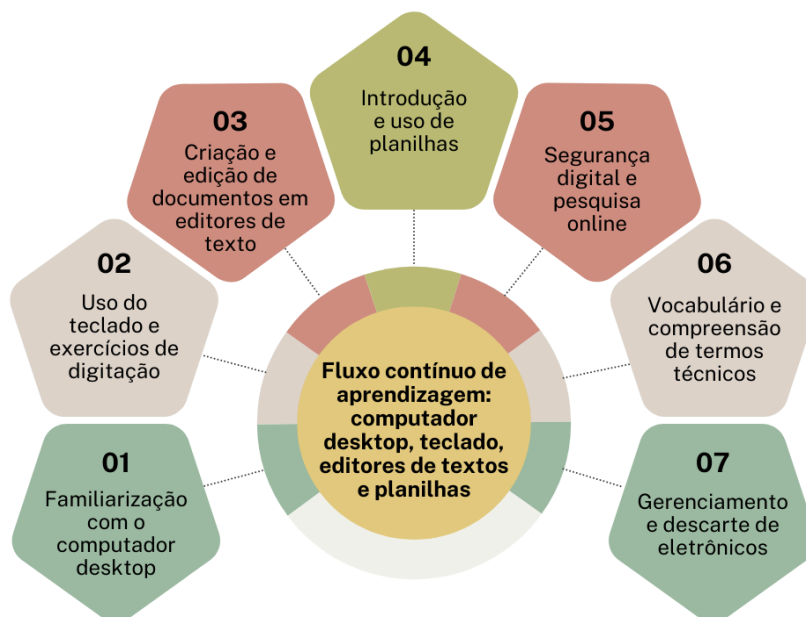 01
Familiarização
com o
computador
desktop
02
Uso do
teclado e
exercícios de
digitação
03
Criação e
edição de
documentos em
editores de
texto
04
Introdução
e uso de
planilhas
05
Segurança
digital e
pesquisa
online
06
Vocabulário e
compreensão
de termos
técnicos
07
Gerenciamento
e descarte de
eletrônicos
Fluxo contínuo de
aprendizagem:
computador
desktop, teclado,
editores de textos
e planilhas